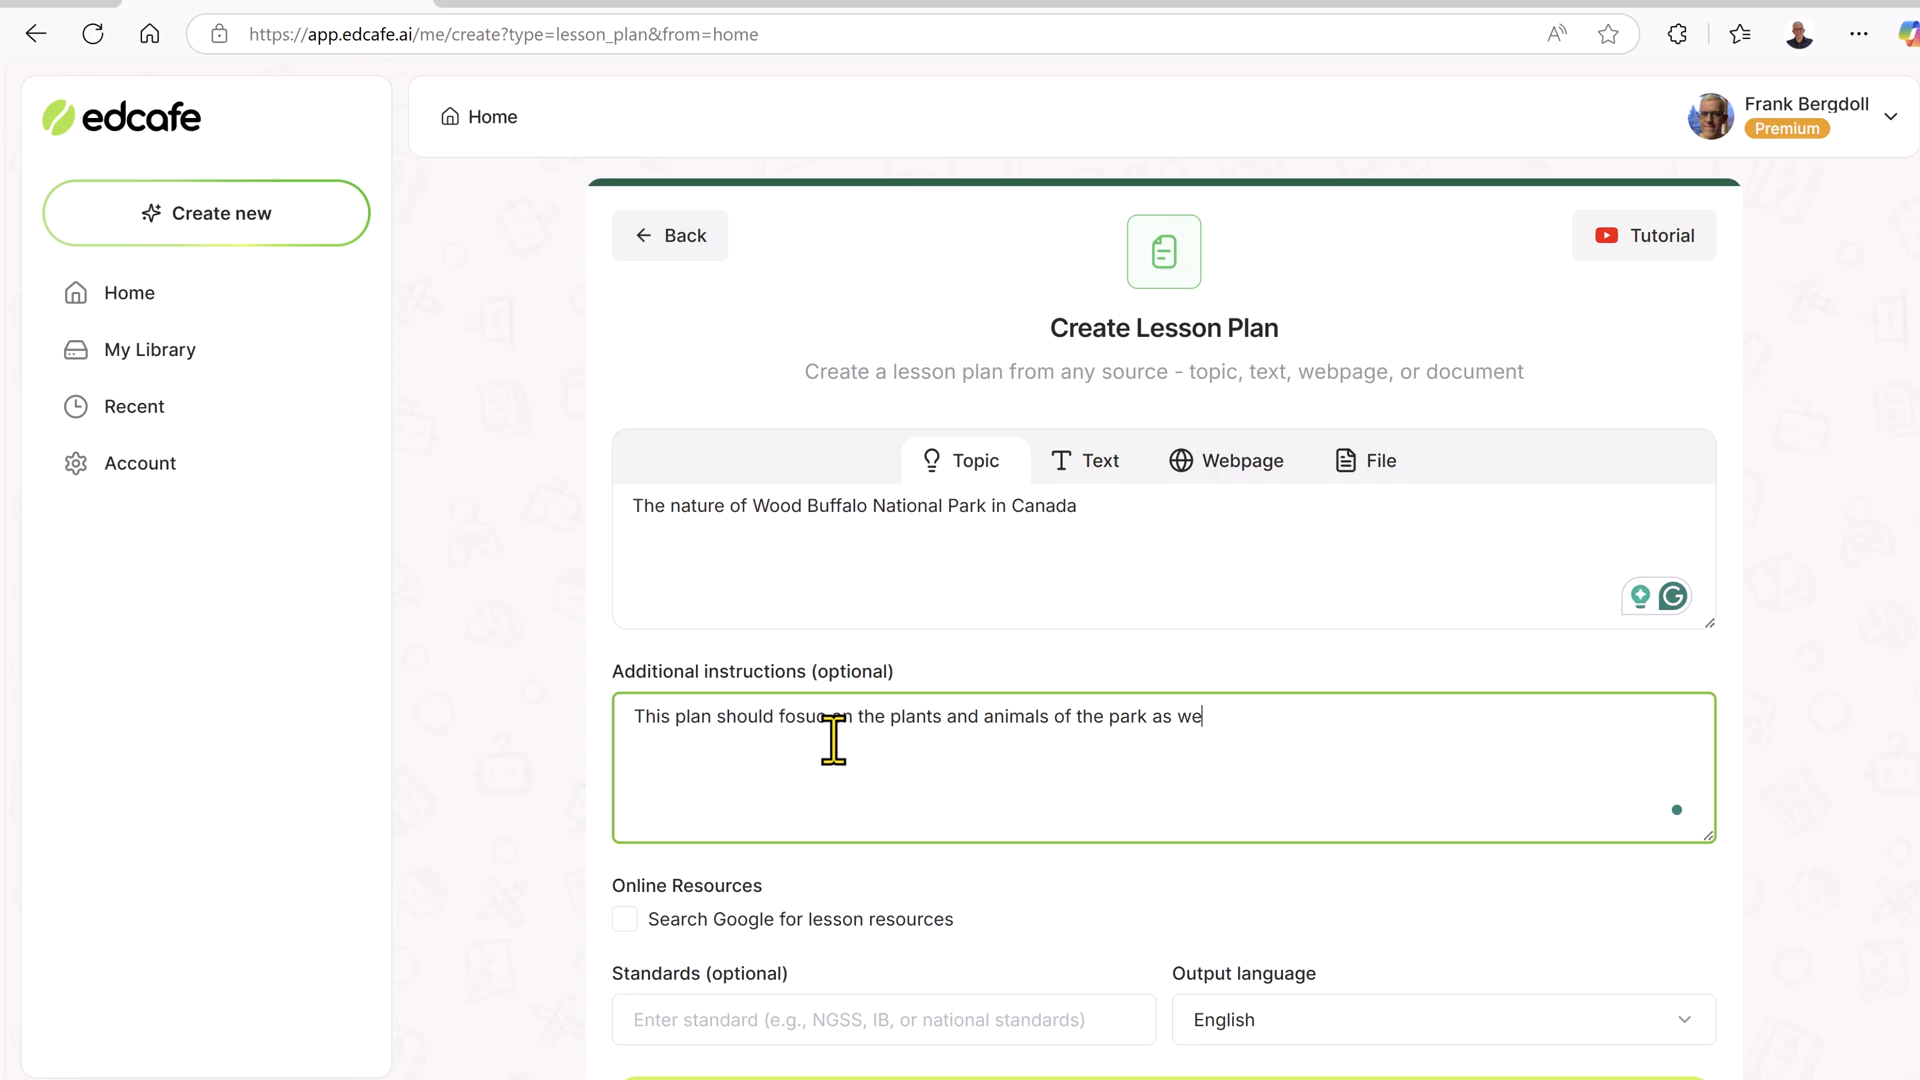 https://app.edcafe.ai/me/create?type=lesson_plan&from=home
edcafe
Home
Frank Bergdoll
Premium
Create new
Back
Tutorial
Home
My Library
Recent
Account
Create Lesson Plan
Create a lesson plan from any source - topic, text, webpage, or document
Topic Text Webpage File
The nature of Wood Buffalo National Park in Canada
Additional instructions (optional)
This plan should fosuc on the plants and animals of the park as we
Online Resources
Search Google for lesson resources
Standards (optional) Output language
Enter standard (e.g., NGSS, IB, or national standards) English